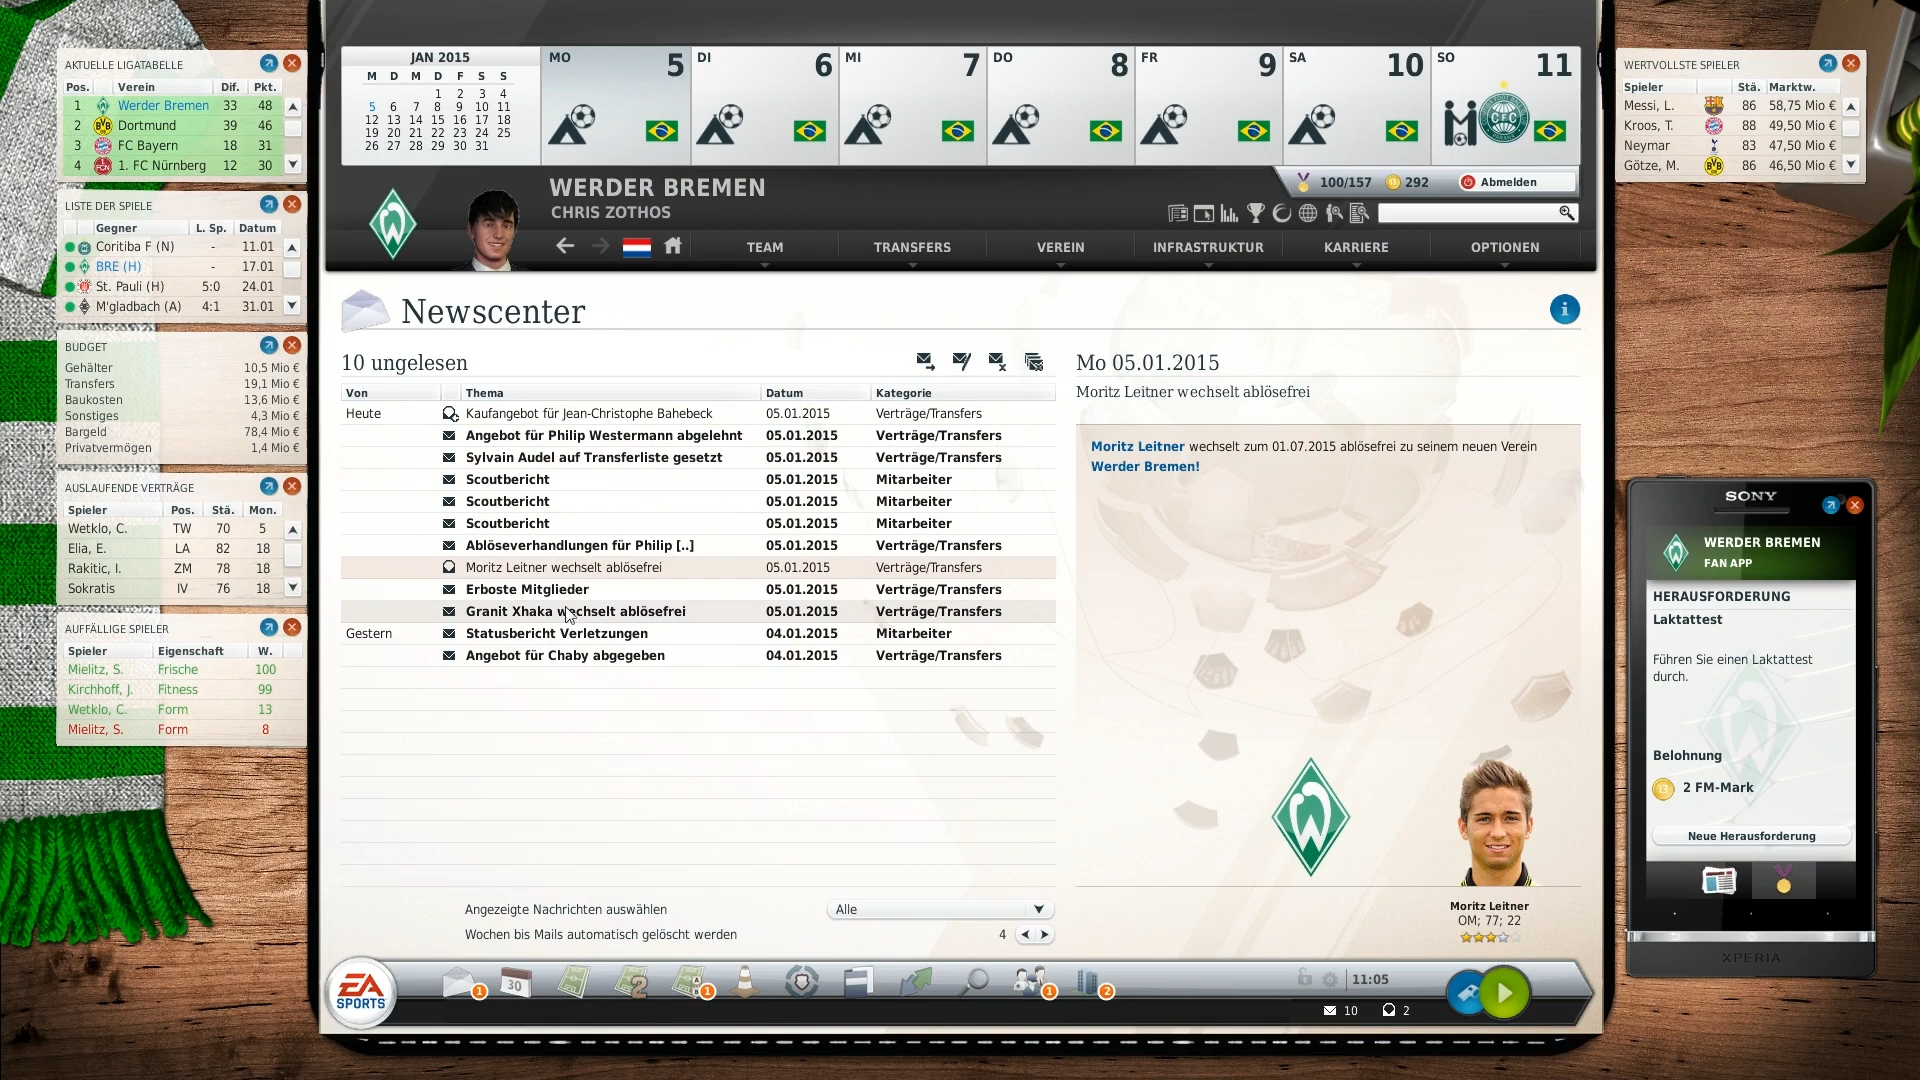 AKTUELLE LIGATABELLE
Pos. Verein Dif. Pkt.
1 Werder Bremen 33 48
2 Dortmund 39 46
3 FC Bayern 18 31
4 1. FC Nürnberg 12 30
LISTE DER SPIELE
Gegner L. Sp. Datum
Coritiba F (N) - 11.01
BRE (H) - 17.01
St. Pauli (H) 5:0 24.01
M'gladbach (A) 4:1 31.01
BUDGET
Gehälter 10,5 Mio €
Transfers 19,1 Mio €
Baukosten 13,6 Mio €
Sonstiges 4,3 Mio €
Bargeld 78,4 Mio €
Privatvermögen 1,4 Mio €
AUSLAUFENDE VERTRÄGE
Spieler Pos. Stä. Mon.
Wetklo, C. TW 70 5
Elia, E. LA 82 18
Rakitic, I. ZM 78 18
Sokratis IV 76 18
AUFFÄLLIGE SPIELER
Spieler Eigenschaft W.
Mielitz, S. Frische 100
Kirchhoff, J. Fitness 99
Wetklo, C. Form 13
Mielitz, S. Form 8
JAN 2015
M D M D F S S
1 2 3 4
5 6 7 8 9 10 11
12 13 14 15 16 17 18
19 20 21 22 23 24 25
26 27 28 29 30 31
MO 5 DI 6 MI 7 DO 8 FR 9 SA 10 SO 11
CFC
WERDER BREMEN
CHRIS ZOTHOS
100/157 292 Abmelden
TEAM TRANSFERS VEREIN INFRASTRUKTUR KARRIERE OPTIONEN
Newscenter
10 ungelesen
Von Thema Datum Kategorie
Heute Kaufangebot für Jean-Christophe Bahebeck 05.01.2015 Verträge/Transfers
Angebot für Philip Westermann abgelehnt 05.01.2015 Verträge/Transfers
Sylvain Audel auf Transferliste gesetzt 05.01.2015 Verträge/Transfers
Scoutbericht 05.01.2015 Mitarbeiter
Scoutbericht 05.01.2015 Mitarbeiter
Scoutbericht 05.01.2015 Mitarbeiter
Ablöseverhandlungen für Philip [..] 05.01.2015 Verträge/Transfers
Moritz Leitner wechselt ablösefrei 05.01.2015 Verträge/Transfers
Erboste Mitglieder 05.01.2015 Verträge/Transfers
Granit Xhaka wechselt ablösefrei 05.01.2015 Verträge/Transfers
Gestern Statusbericht Verletzungen 04.01.2015 Mitarbeiter
Angebot für Chaby abgegeben 04.01.2015 Verträge/Transfers
Angezeigte Nachrichten auswählen Alle
Wochen bis Mails automatisch gelöscht werden 4
Mo 05.01.2015
Moritz Leitner wechselt ablösefrei
Moritz Leitner wechselt zum 01.07.2015 ablösefrei zu seinem neuen Verein
Werder Bremen!
Moritz Leitner
OM; 77; 22
EA
SPORTS
1 30 2 1 1 2
11:05
10 2
WERTVOLLSTE SPIELER
Spieler Stä. Marktw.
Messi, L. 86 58,75 Mio €
Kroos, T. 88 49,50 Mio €
Neymar 83 47,50 Mio €
Götze, M. 86 46,50 Mio €
SONY
WERDER BREMEN
FAN APP
HERAUSFORDERUNG
Laktattest
Führen Sie einen Laktattest
durch.
Belohnung
2 FM-Mark
Neue Herausforderung
XPERIA